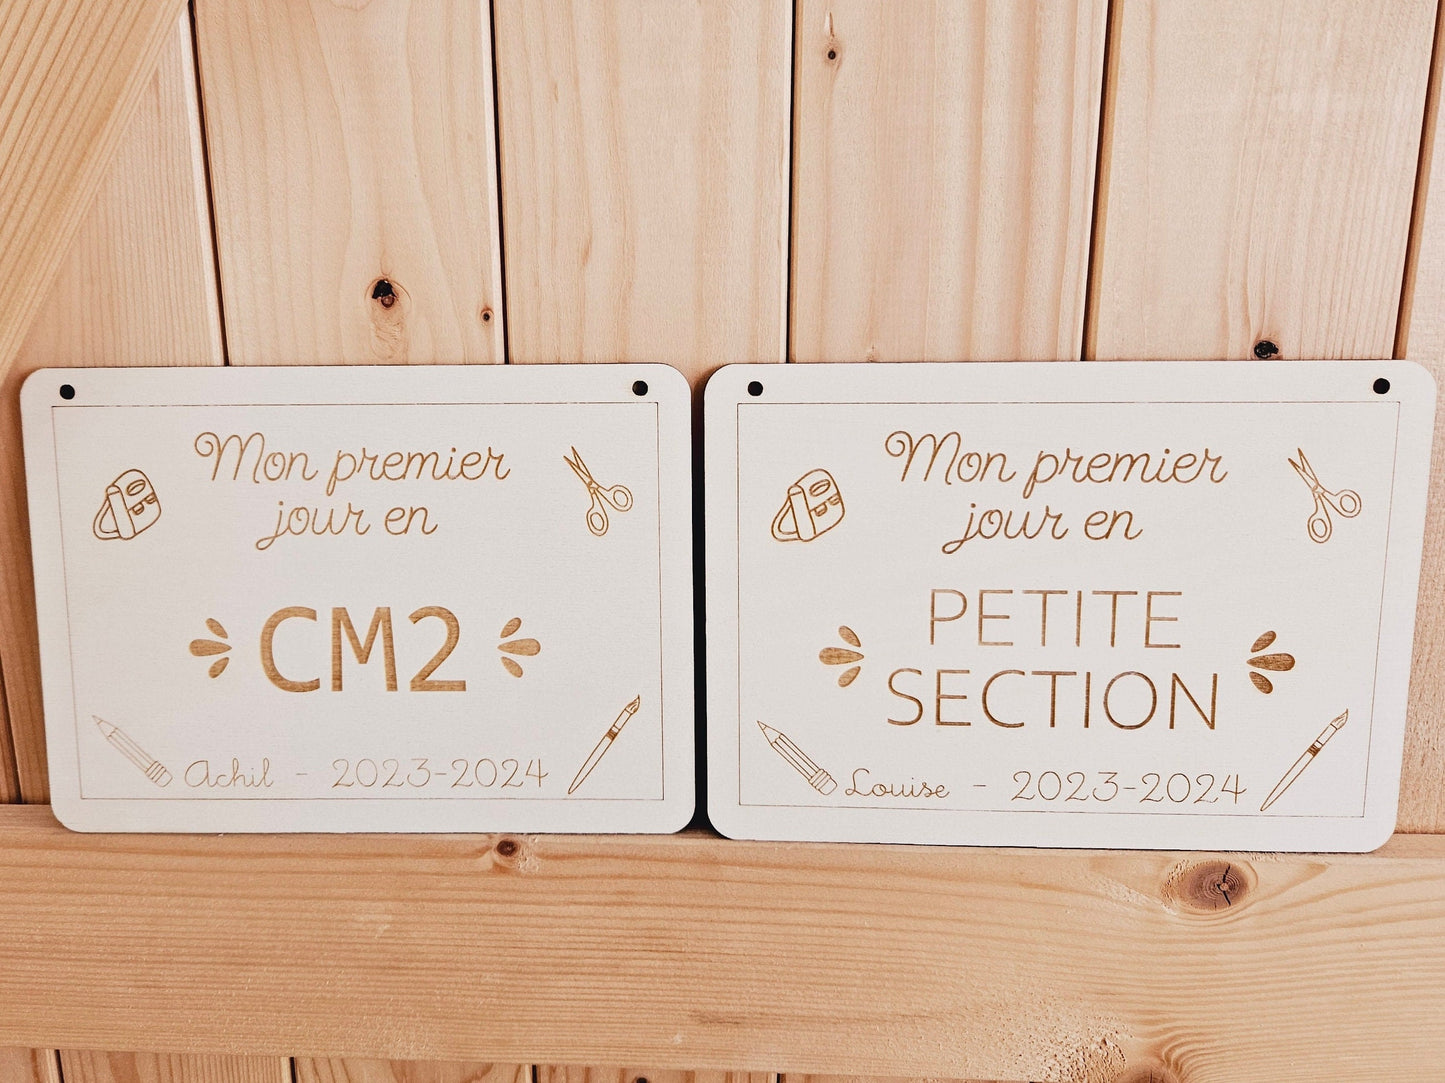 Mon premier
jour en
CM2
Achil - 2023-2024
Mon premier
jour en
PETITE
SECTION
Louise - 2023-2024